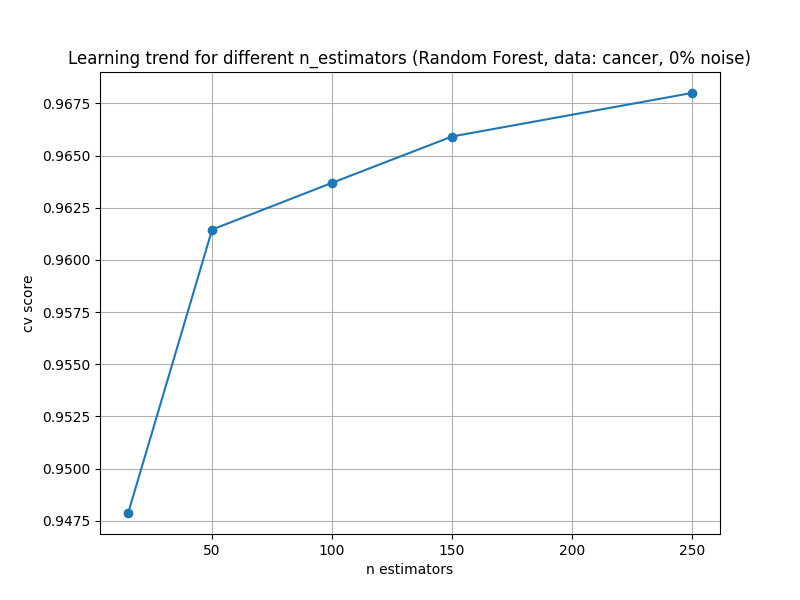 Learning trend for different n_estimators (Random Forest, data: cancer, 0% noise)
0.9675
0.9650
0.9625
0.9600
0.9575
0.9550
0.9525
0.9500
0.9475
cv score
50 100 150 200 250
n estimators